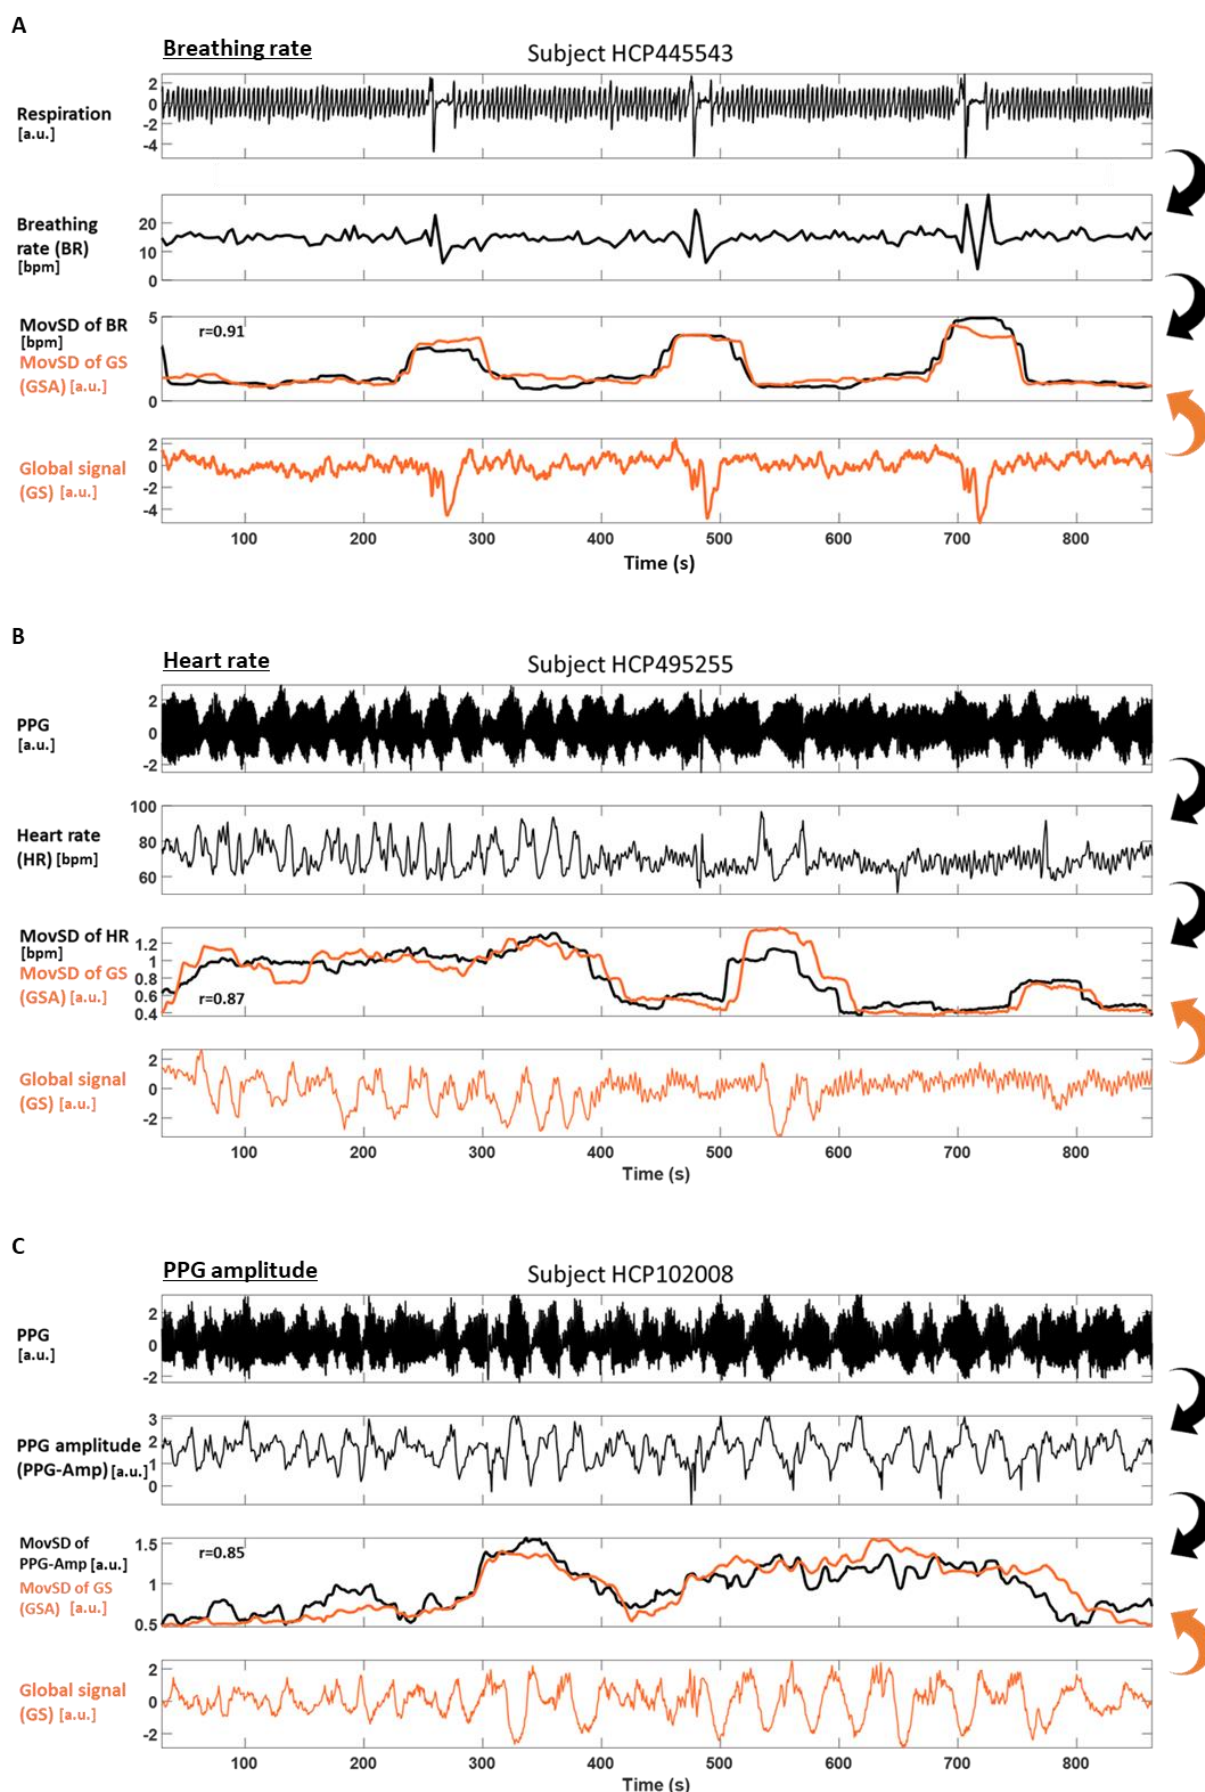 A
Breathing rate
Subject HCP445543
Respiration
[a.u.]
2
0
-2
-4
Breathing
rate (BR)
[bpm]
20
10
0
MovSD of BR
[bpm]
MovSD of GS
(GSA) [a.u.]
5
0
r=0.91
Global signal
(GS) [a.u.]
2
0
-2
-4
100 200 300 400 500 600 700 800
Time (s)
B
Heart rate
Subject HCP495255
PPG
[a.u.]
2
0
-2
Heart rate
(HR) [bpm]
100
80
60
MovSD of HR
[bpm]
MovSD of GS
(GSA) [a.u.]
1.2
1
0.8
0.6
0.4
r=0.87
Global signal
(GS) [a.u.]
2
0
-2
100 200 300 400 500 600 700 800
Time (s)
C
PPG amplitude
Subject HCP102008
PPG
[a.u.]
2
0
-2
PPG amplitude
(PPG-Amp) [a.u.]
3
2
1
0
MovSD of
PPG-Amp [a.u.]
MovSD of GS
(GSA) [a.u.]
1.5
1
0.5
r=0.85
Global signal
(GS) [a.u.]
2
0
-2
100 200 300 400 500 600 700 800
Time (s)